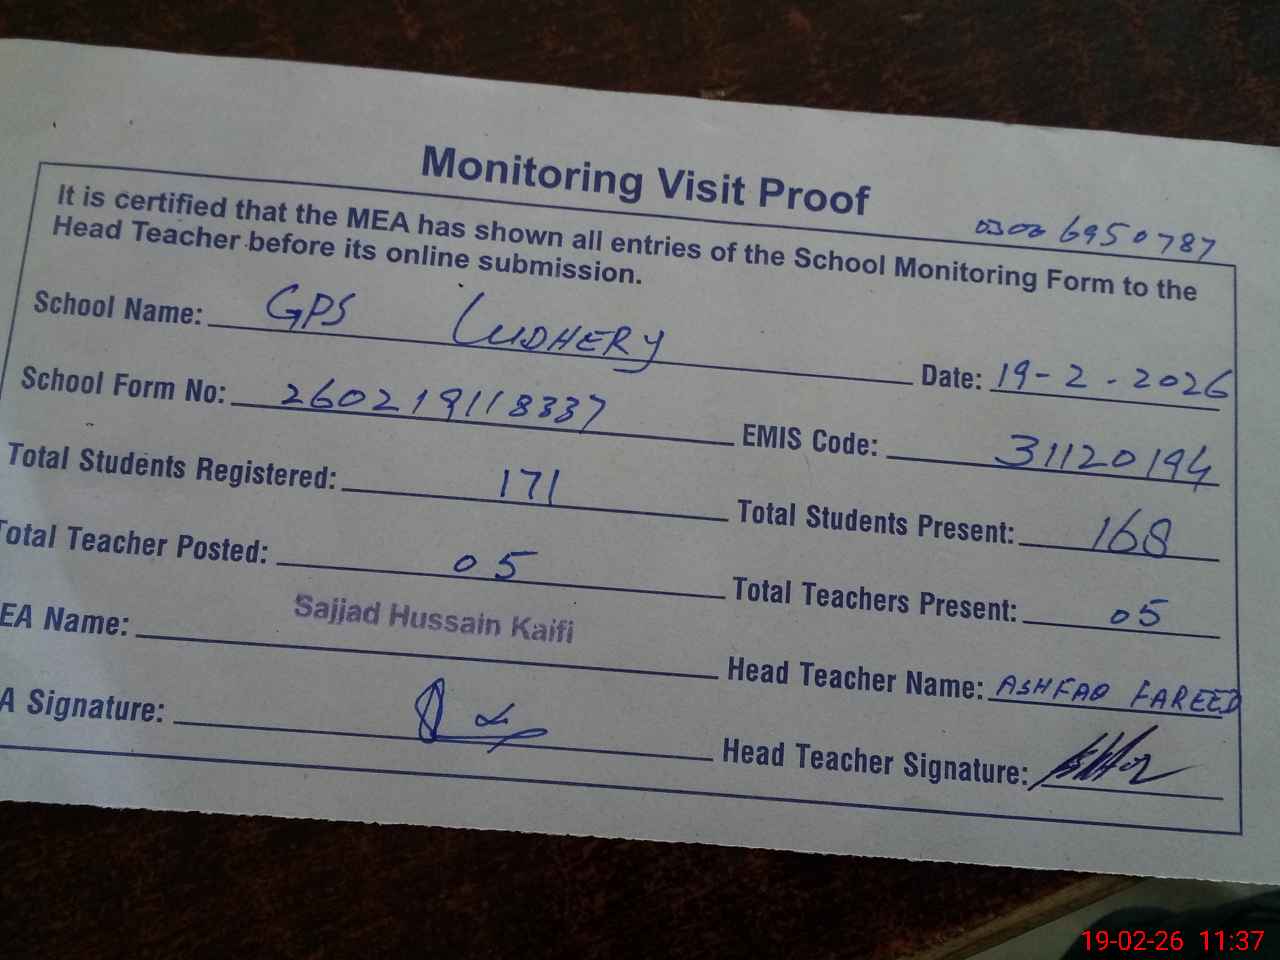 Monitoring Visit Proof
03006950787
It is certified that the MEA has shown all entries of the School Monitoring Form to the
Head Teacher before its online submission.
School Name: GPS LUDHERY
Date: 19-2-2026
School Form No: 260219118337
EMIS Code: 31120194
Total Students Registered: 171
Total Students Present: 168
Total Teacher Posted: 05
Total Teachers Present: 05
EA Name: Sajjad Hussain Kaifi
Head Teacher Name: ASHFAQ FAREED
A Signature:
Head Teacher Signature:
19-02-26 11:37